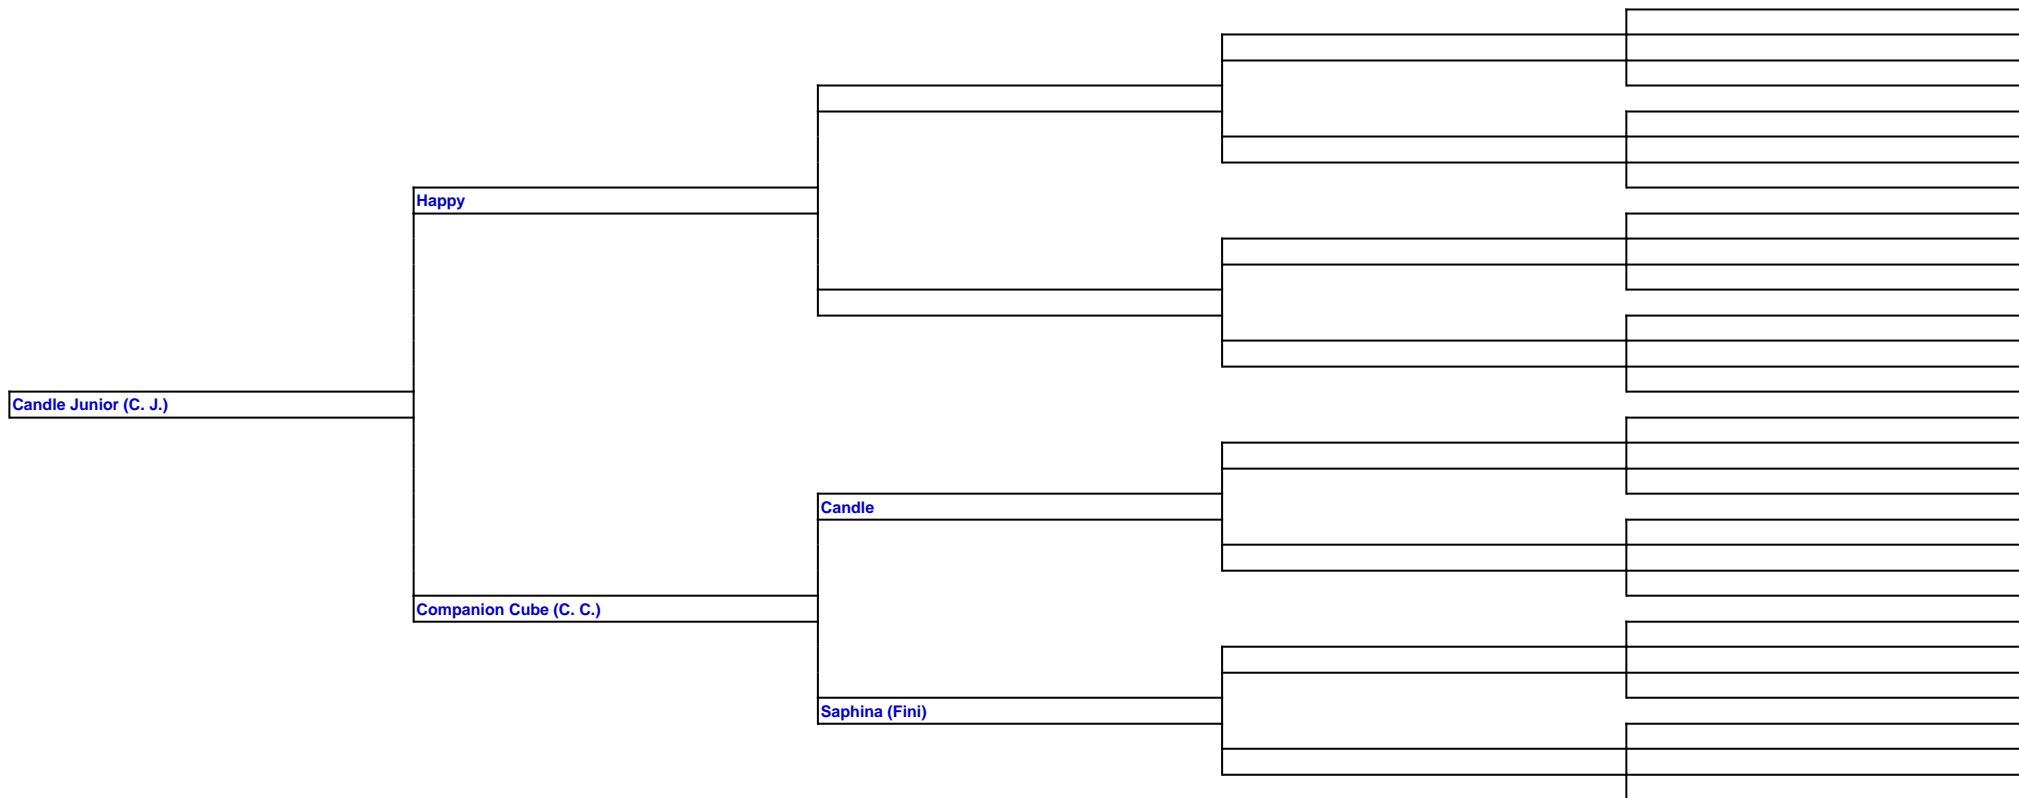 Happy
Candle Junior (C. J.)
Candle
Companion Cube (C. C.)
Saphina (Fini)